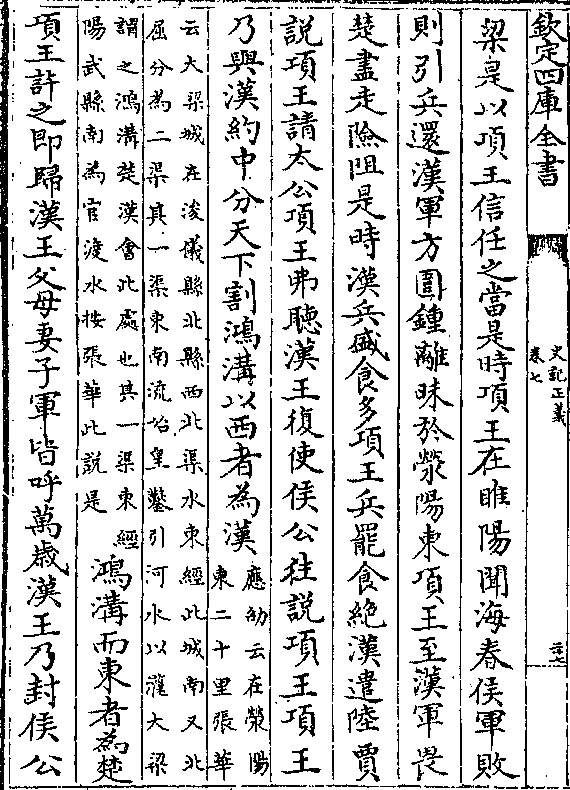 欽定四庫全書
史記正義
卷七
二十七
梁是以項王信任之當是時項王在睢陽聞海春侯軍敗
則引兵還漢軍方圍鍾離眛於滎陽東項王至漢軍畏
楚盡走險阻是時漢兵盛食多項王兵罷食絕漢遣陸賈
說項王請太公項王弗聽漢王復使侯公往說項王項王
乃與漢約中分天下割鴻溝以西者為漢
應劭云在滎陽
東二十里張華
云大梁城在浚儀縣北縣西北渠水東經此城南又北
屈分為二渠其一渠東南流始皇鑿引河水以灌大梁
謂之鴻溝楚漢會此處也其一渠東經
陽武縣南為官渡水按張華此說是
鴻溝而東者為楚
項王許之即歸漢王父母妻子軍皆呼萬歲漢王乃封侯公